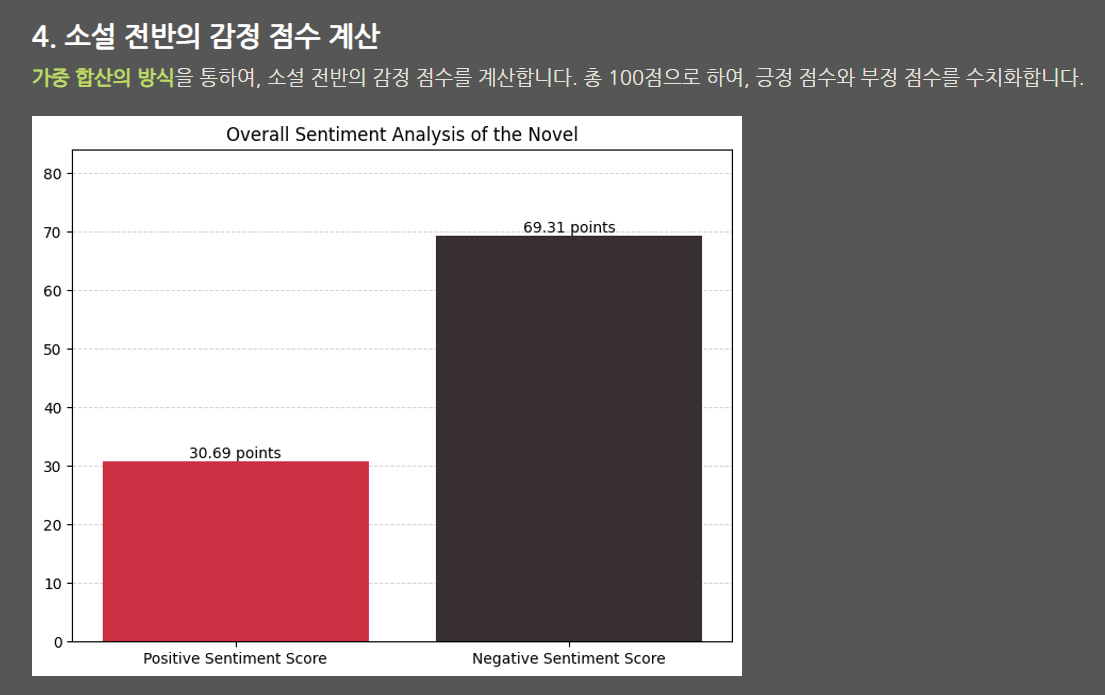 4. 소설 전반의 감정 점수 계산
가중 합산의 방식을 통하여, 소설 전반의 감정 점수를 계산합니다. 총 100점으로 하여, 긍정 점수와 부정 점수를 수치화합니다.
Overall Sentiment Analysis of the Novel
80
70
60
50
40
30
20
10
0
69.31 points
30.69 points
Positive Sentiment Score
Negative Sentiment Score